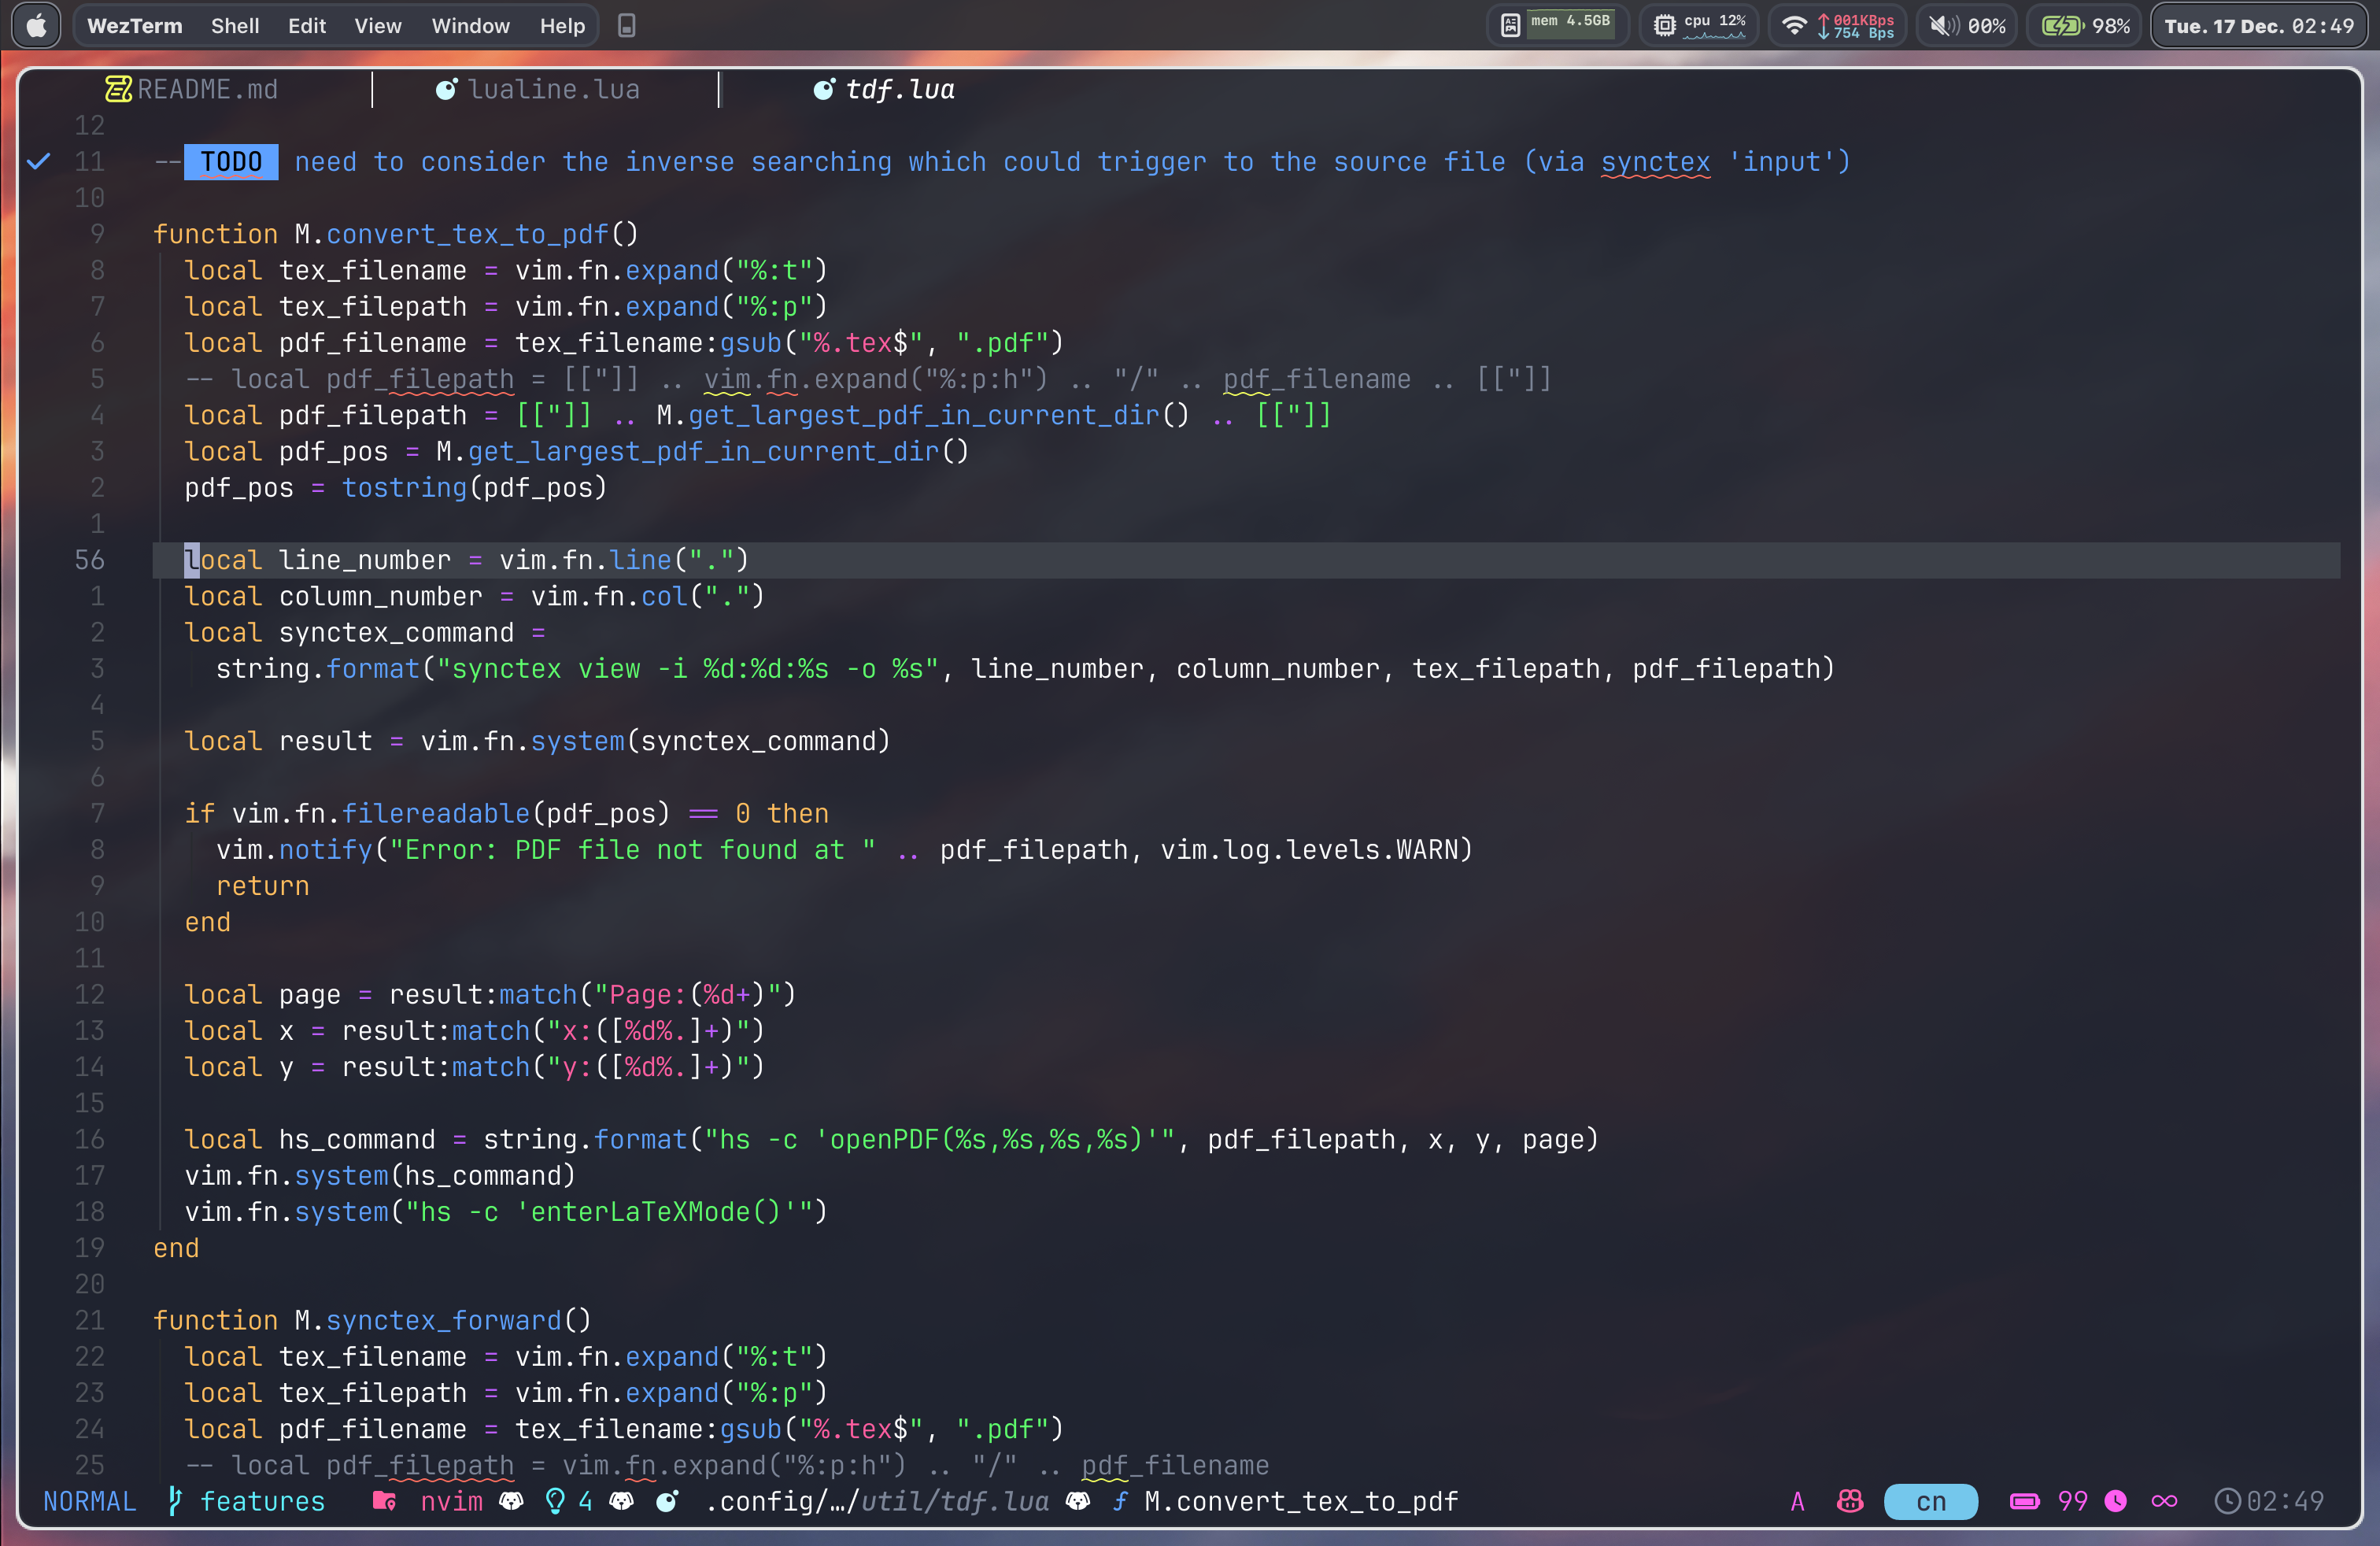 WezTerm Shell Edit View Window Help mem 4.5GB cpu 12% 001KBps 754 Bps 00% 98% Tue. 17 Dec. 02:49
README.md lualine.lua tdf.lua
12
11 -- TODO need to consider the inverse searching which could trigger to the source file (via synctex 'input')
10
9 function M.convert_tex_to_pdf()
8 local tex_filename = vim.fn.expand("%:t")
7 local tex_filepath = vim.fn.expand("%:p")
6 local pdf_filename = tex_filename:gsub("%.tex$", ".pdf")
5 -- local pdf_filepath = [["]] .. vim.fn.expand("%:p:h") .. "/" .. pdf_filename .. [["]]
4 local pdf_filepath = [["]] .. M.get_largest_pdf_in_current_dir() .. [["]]
3 local pdf_pos = M.get_largest_pdf_in_current_dir()
2 pdf_pos = tostring(pdf_pos)
1
56 local line_number = vim.fn.line(".")
1 local column_number = vim.fn.col(".")
2 local synctex_command =
3 string.format("synctex view -i %d:%d:%s -o %s", line_number, column_number, tex_filepath, pdf_filepath)
4
5 local result = vim.fn.system(synctex_command)
6
7 if vim.fn.filereadable(pdf_pos) == 0 then
8 vim.notify("Error: PDF file not found at " .. pdf_filepath, vim.log.levels.WARN)
9 return
10 end
11
12 local page = result:match("Page:(%d+)")
13 local x = result:match("x:([%d%.]+)")
14 local y = result:match("y:([%d%.]+)")
15
16 local hs_command = string.format("hs -c 'openPDF(%s,%s,%s,%s)'", pdf_filepath, x, y, page)
17 vim.fn.system(hs_command)
18 vim.fn.system("hs -c 'enterLaTeXMode()'")
19 end
20
21 function M.synctex_forward()
22 local tex_filename = vim.fn.expand("%:t")
23 local tex_filepath = vim.fn.expand("%:p")
24 local pdf_filename = tex_filename:gsub("%.tex$", ".pdf")
25 -- local pdf_filepath = vim.fn.expand("%:p:h") .. "/" .. pdf_filename
NORMAL features nvim 4 .config/…/util/tdf.lua f M.convert_tex_to_pdf A cn 99 ∞ 02:49